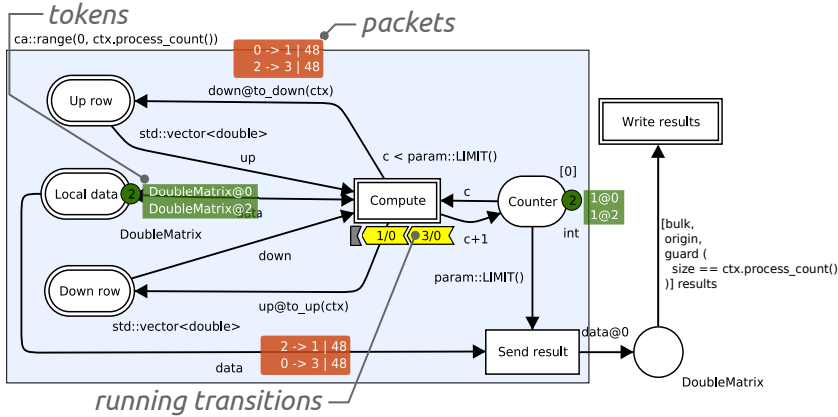 tokens
packets
ca::range(0, ctx.process_count())
0 -> 1 | 48
2 -> 3 | 48
down@to_down(ctx)
Up row
Write results
std::vector<double>
up
c < param::LIMIT()
[0]
Local data
2
DoubleMatrix@0
DoubleMatrix@2
data
Compute
c
Counter
2
1@0
1@2
DoubleMatrix
int
1/0
3/0
c+1
[bulk,
origin,
guard (
size == ctx.process_count()
)] results
down
param::LIMIT()
Down row
up@to_up(ctx)
std::vector<double>
data@0
2 -> 1 | 48
0 -> 3 | 48
Send result
data
DoubleMatrix
running transitions